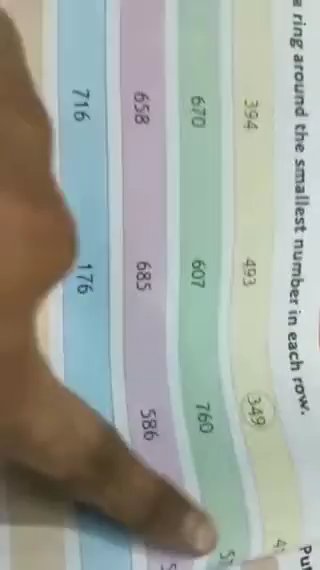 ring around the smallest number in each row.
394 493 349
670 607 760
658 685 586
716 176